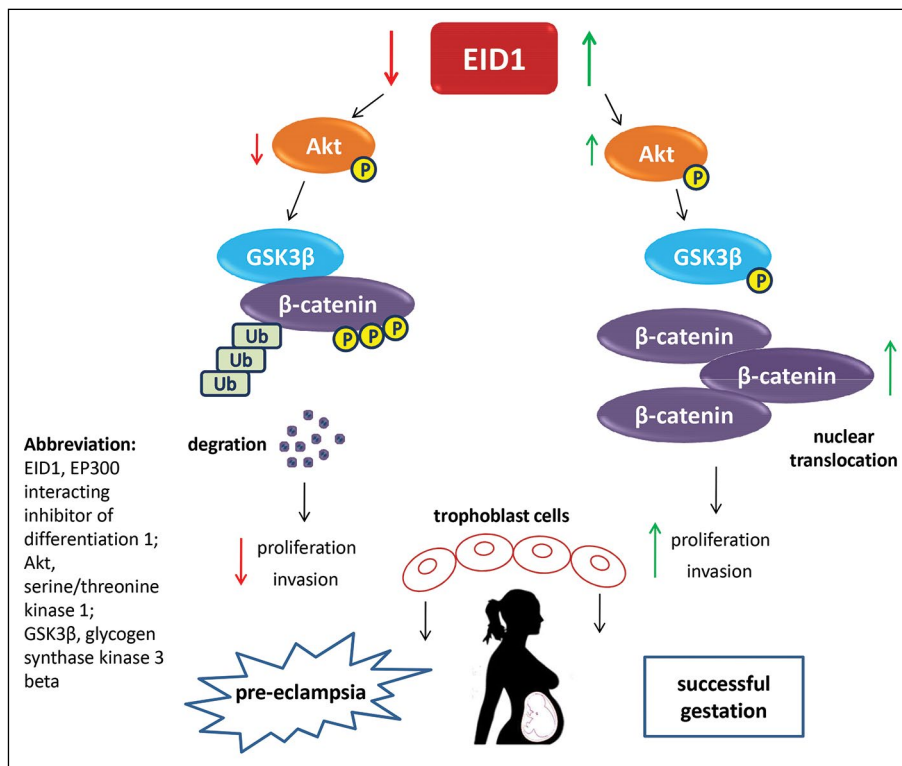 EID1
Akt
P
Akt
P
GSK3β
β-catenin
P P P
Ub
Ub
Ub
GSK3β
P
β-catenin
β-catenin
β-catenin
degration
nuclear
translocation
Abbreviation:
EID1, EP300
interacting
inhibitor of
differentiation 1;
Akt,
serine/threonine
kinase 1;
GSK3β, glycogen
synthase kinase 3
beta
proliferation
invasion
trophoblast cells
proliferation
invasion
pre-eclampsia
successful
gestation